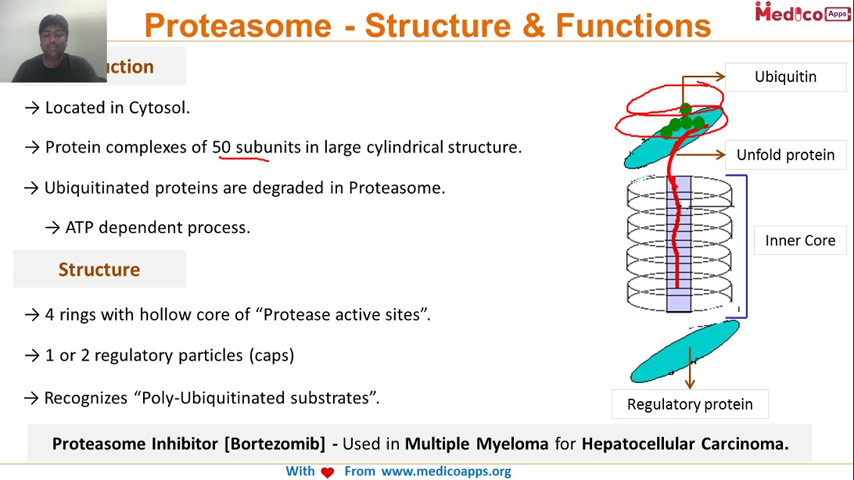 Proteasome - Structure & Functions
Medico Apps
uction
→ Located in Cytosol.
→ Protein complexes of 50 subunits in large cylindrical structure.
→ Ubiquitinated proteins are degraded in Proteasome.
→ ATP dependent process.
Structure
→ 4 rings with hollow core of “Protease active sites”.
→ 1 or 2 regulatory particles (caps)
→ Recognizes “Poly-Ubiquitinated substrates”.
Ubiquitin
Unfold protein
Inner Core
Regulatory protein
Proteasome Inhibitor [Bortezomib] - Used in Multiple Myeloma for Hepatocellular Carcinoma.
With ❤ From www.medicoapps.org